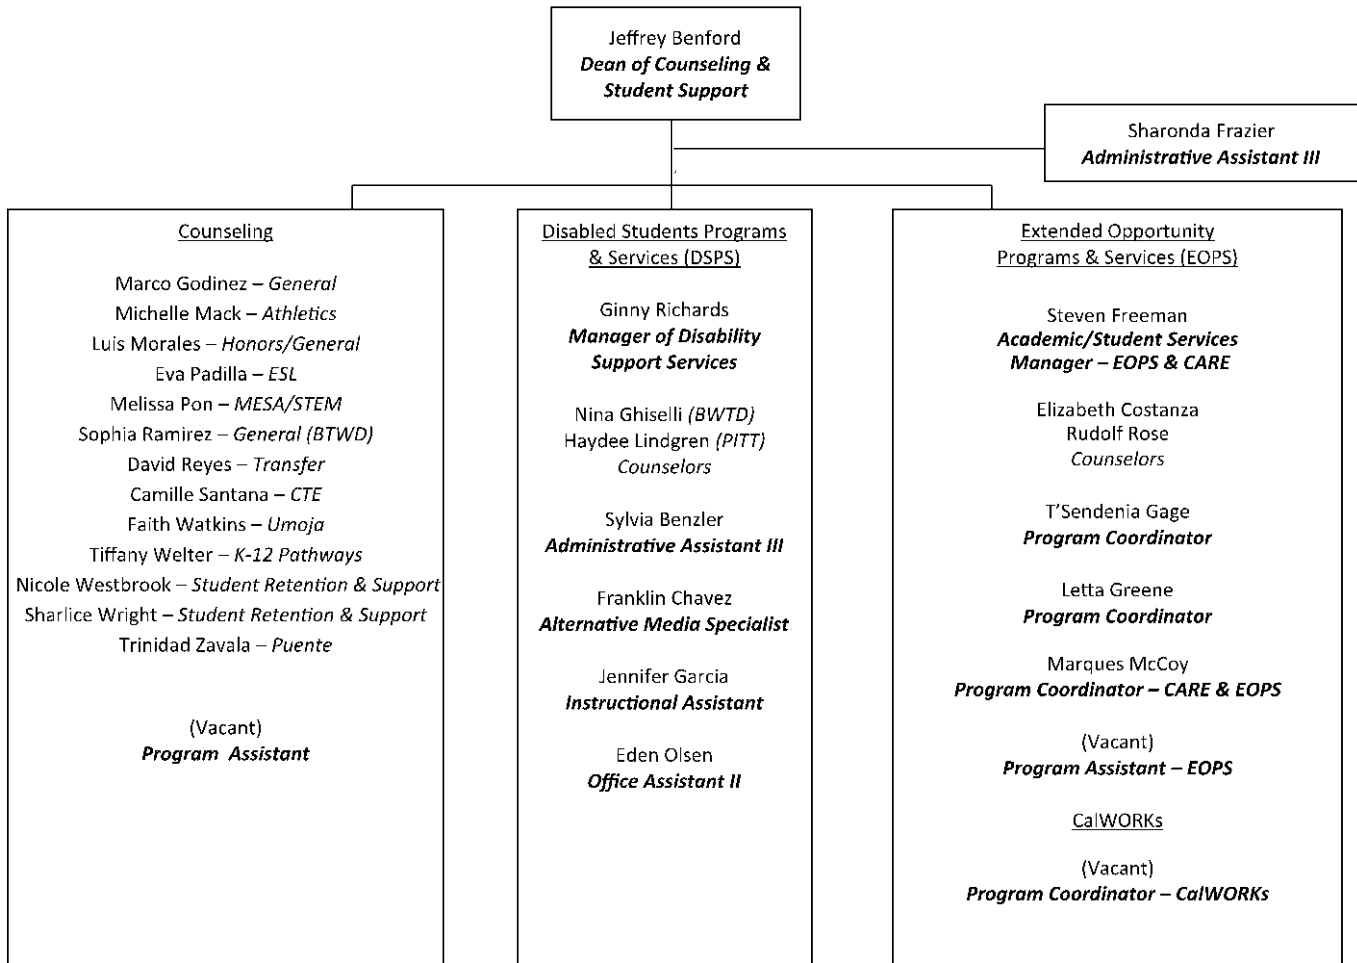 Jeffrey Benford
Dean of Counseling &
Student Support
Sharonda Frazier
Administrative Assistant III
Counseling
Marco Godinez – General
Michelle Mack – Athletics
Luis Morales – Honors/General
Eva Padilla – ESL
Melissa Pon – MESA/STEM
Sophia Ramirez – General (BTWD)
David Reyes – Transfer
Camille Santana – CTE
Faith Watkins – Umoja
Tiffany Welter – K-12 Pathways
Nicole Westbrook – Student Retention & Support
Sharlice Wright – Student Retention & Support
Trinidad Zavala – Puente
(Vacant)
Program Assistant
Disabled Students Programs
& Services (DSPS)
Ginny Richards
Manager of Disability
Support Services
Nina Ghiselli (BWTD)
Haydee Lindgren (PITT)
Counselors
Sylvia Benzler
Administrative Assistant III
Franklin Chavez
Alternative Media Specialist
Jennifer Garcia
Instructional Assistant
Eden Olsen
Office Assistant II
Extended Opportunity
Programs & Services (EOPS)
Steven Freeman
Academic/Student Services
Manager – EOPS & CARE
Elizabeth Costanza
Rudolf Rose
Counselors
T’Sendenia Gage
Program Coordinator
Letta Greene
Program Coordinator
Marques McCoy
Program Coordinator – CARE & EOPS
(Vacant)
Program Assistant – EOPS
CalWORKs
(Vacant)
Program Coordinator – CalWORKs